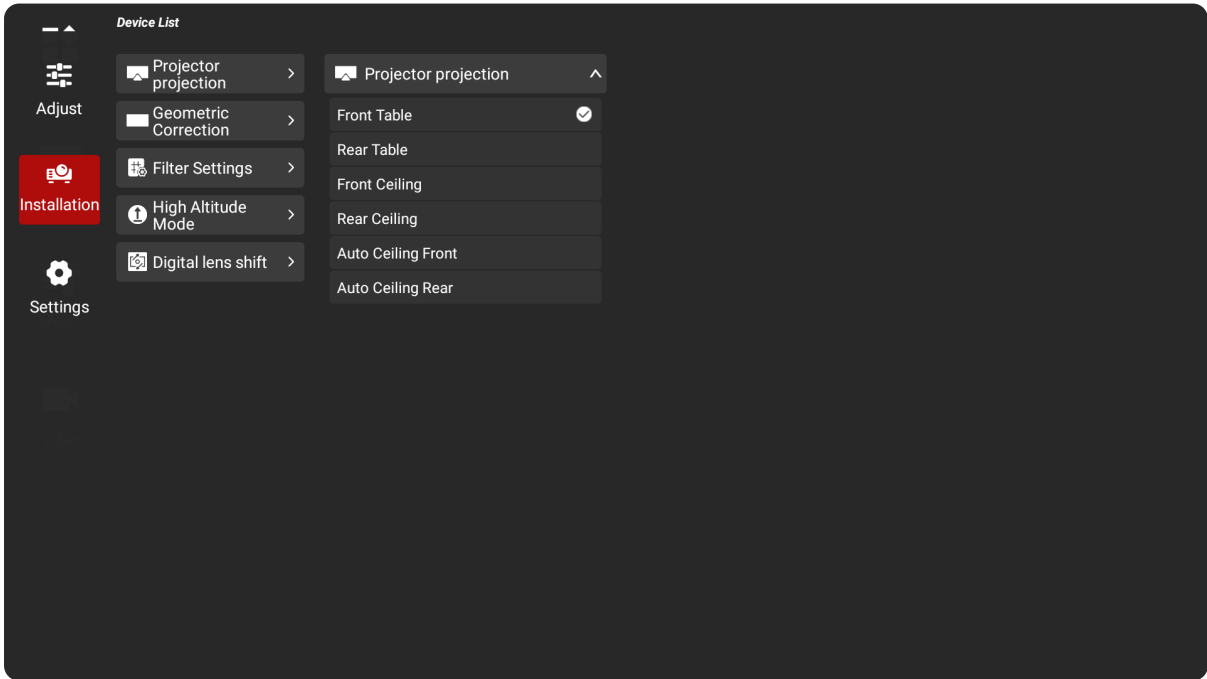 Device List
Adjust
Installation
Settings
Projector
projection
Geometric
Correction
Filter Settings
High Altitude
Mode
Digital lens shift
Projector projection
Front Table
Rear Table
Front Ceiling
Rear Ceiling
Auto Ceiling Front
Auto Ceiling Rear